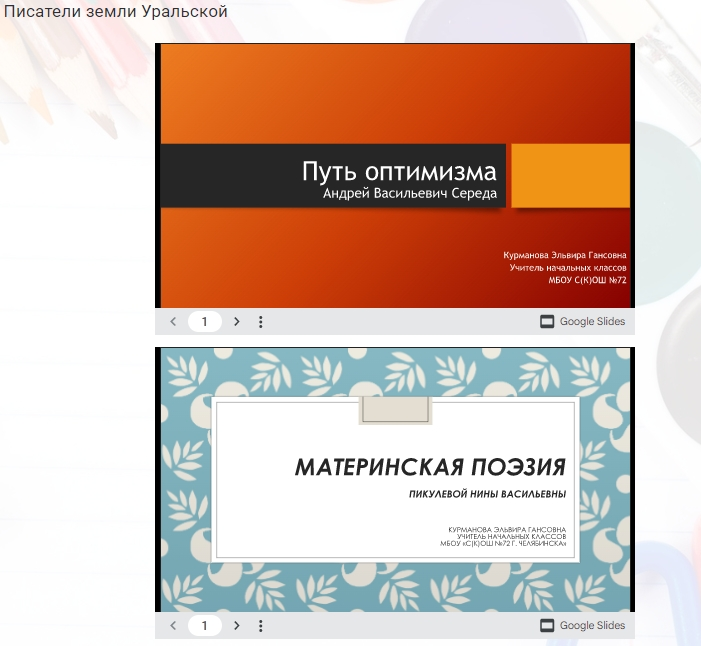 Писатели земли Уральской
Путь оптимизма
Андрей Васильевич Середа
Курманова Эльвира Гансовна
Учитель начальных классов
МБОУ С(К)ОШ №72
1
Google Slides
МАТЕРИНСКАЯ ПОЭЗИЯ
ПИКУЛЕВОЙ НИНЫ ВАСИЛЬЕВНЫ
КУРМАНОВА ЭЛЬВИРА ГАНСОВНА
УЧИТЕЛЬ НАЧАЛЬНЫХ КЛАССОВ
МБОУ «С(К)ОШ №72 Г. ЧЕЛЯБИНСКА»
1
Google Slides